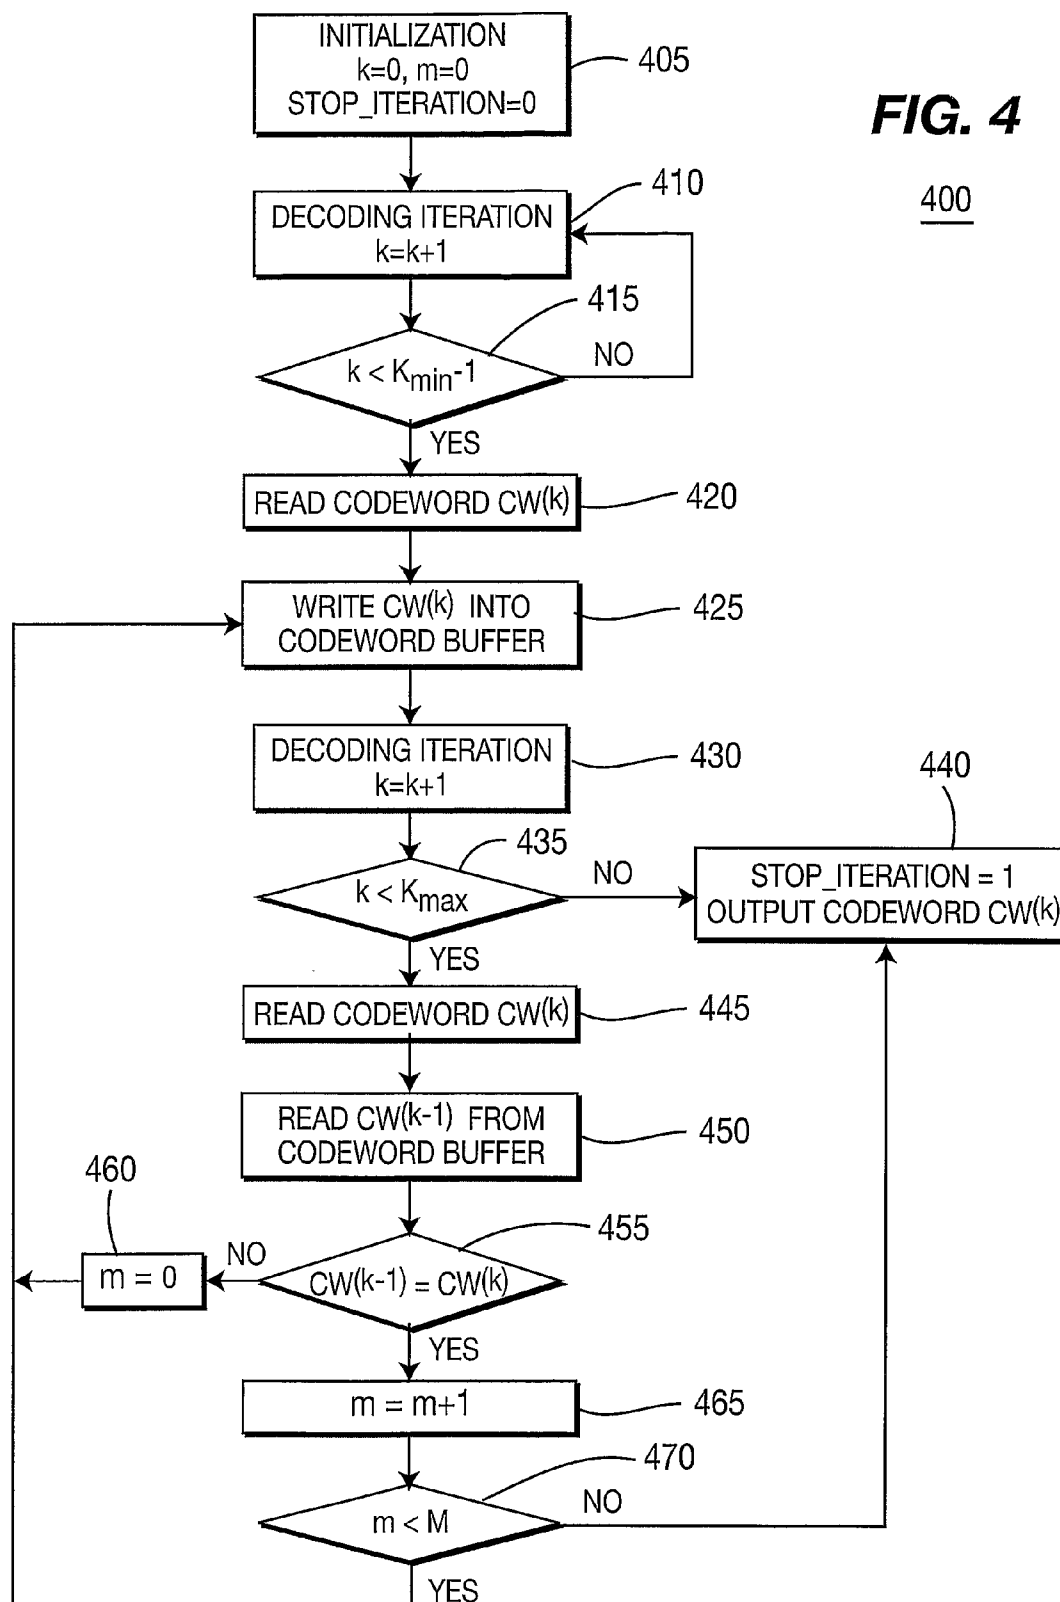 INITIALIZATION
k=0, m=0
STOP_ITERATION=0
405
FIG. 4
400
DECODING ITERATION
k=k+1
410
415
k < Kmin-1
NO
YES
READ CODEWORD CW(k)
420
WRITE CW(k) INTO
CODEWORD BUFFER
425
DECODING ITERATION
k=k+1
430
435
k < Kmax
NO
440
STOP_ITERATION = 1
OUTPUT CODEWORD CW(k)
YES
READ CODEWORD CW(k)
445
READ CW(k-1) FROM
CODEWORD BUFFER
450
460
m = 0
NO
455
CW(k-1) = CW(k)
YES
m = m+1
465
470
m < M
NO
YES